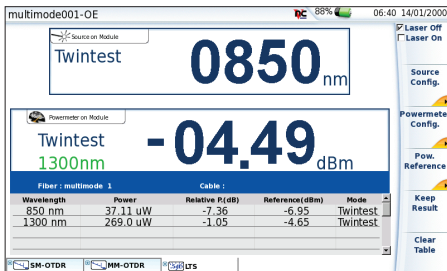 multimode001-OE
88%
06:40 14/01/2000
Laser Off
Laser On
Source on Module
Twintest
0850 nm
Source
Config.
Powermeter on Module
Twintest
1300nm
-04.49 dBm
Powermete
Config.
Pow.
Reference
Fiber : multimode 1 Cable :
Wavelength Power Relative P.(dB) Reference(dBm) Mode
850 nm 37.11 uW -7.36 -6.95 Twintest
1300 nm 269.0 uW -1.05 -4.65 Twintest
Keep
Result
Clear
Table
SM-OTDR MM-OTDR LTS